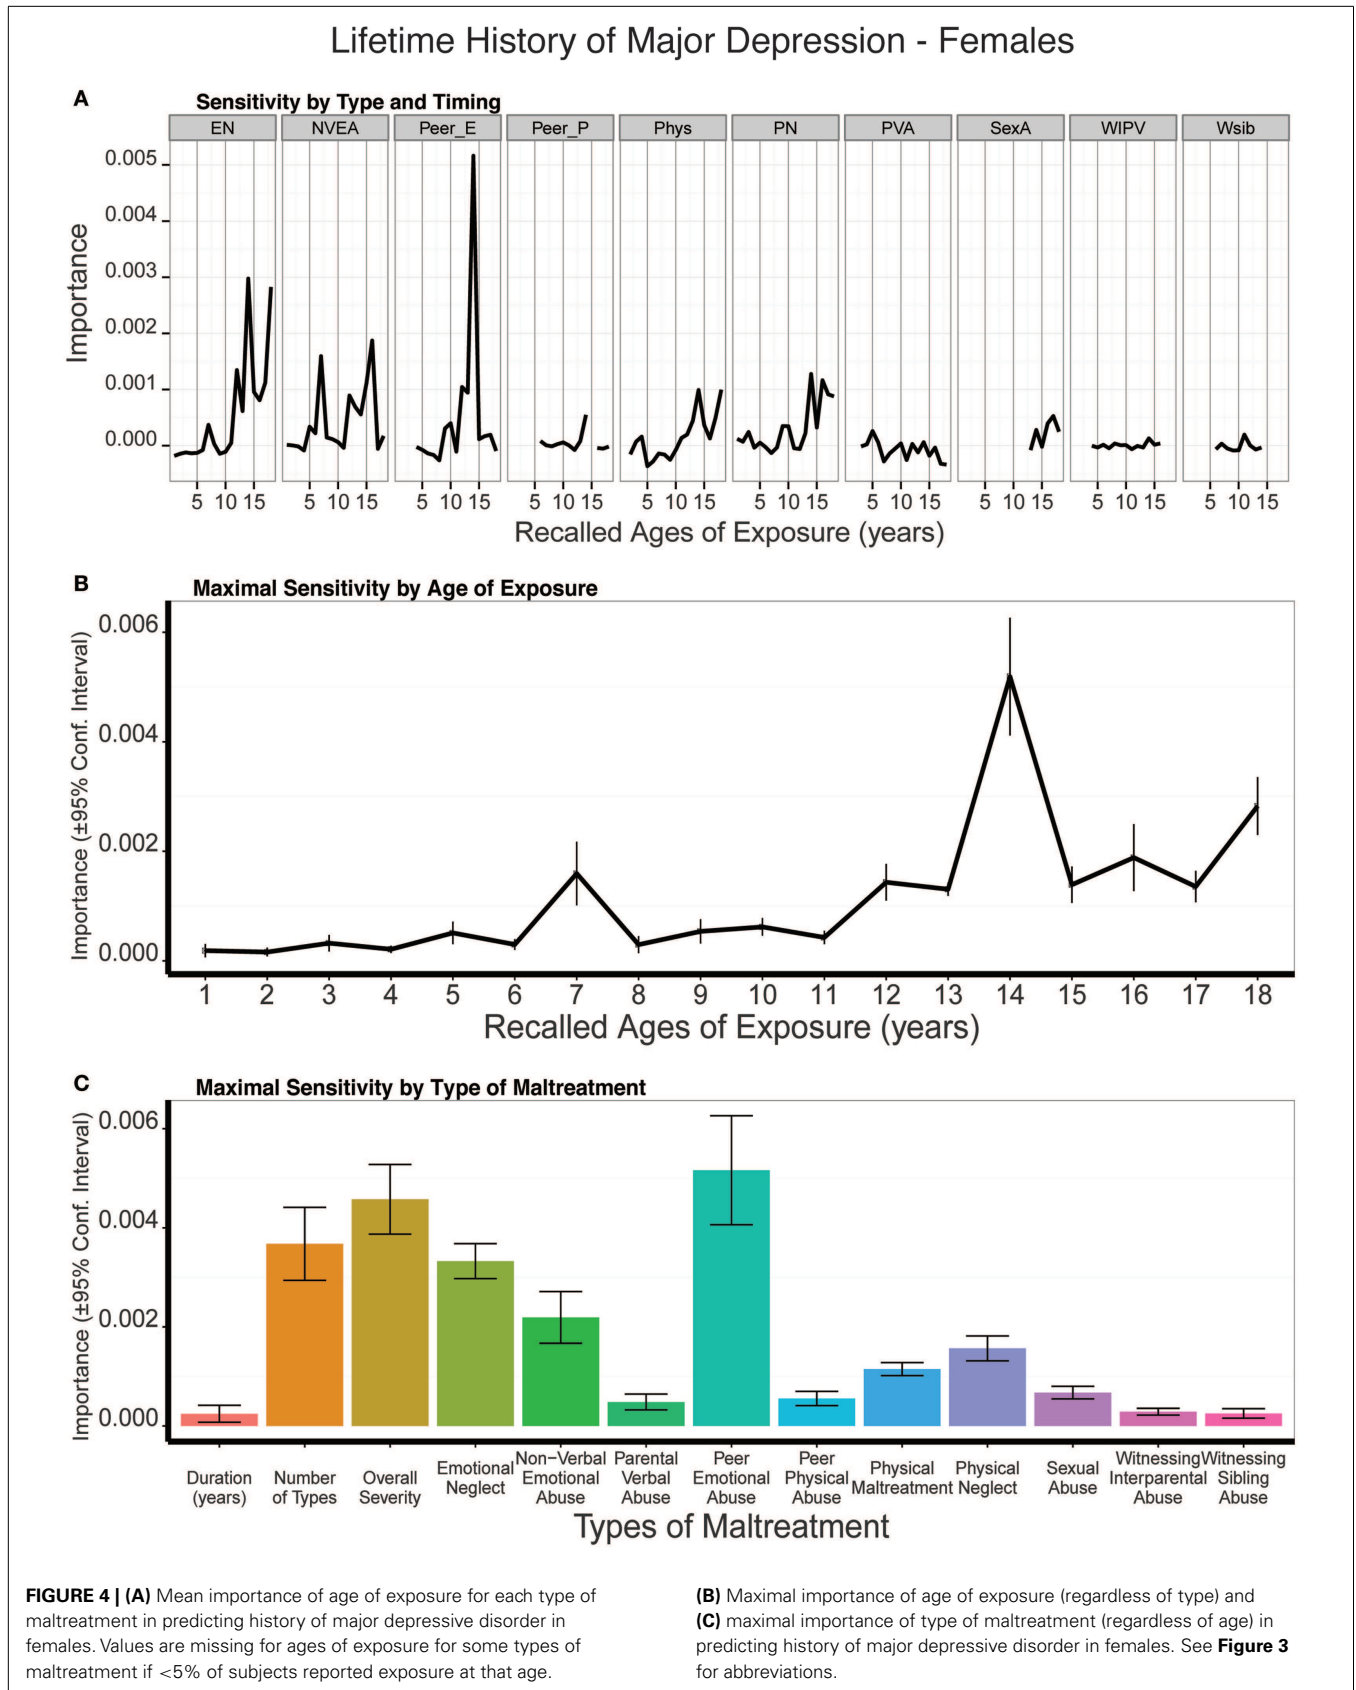 Lifetime History of Major Depression - Females
A
Sensitivity by Type and Timing
EN NVEA Peer_E Peer_P Phys PN PVA SexA WIPV Wsib
0.005
0.004
0.003
0.002
0.001
0.000
Importance
5 10 15 5 10 15 5 10 15 5 10 15 5 10 15 5 10 15 5 10 15 5 10 15 5 10 15 5 10 15
Recalled Ages of Exposure (years)
B
Maximal Sensitivity by Age of Exposure
0.006
0.004
0.002
0.000
Importance (±95% Conf. Interval)
1 2 3 4 5 6 7 8 9 10 11 12 13 14 15 16 17 18
Recalled Ages of Exposure (years)
C
Maximal Sensitivity by Type of Maltreatment
0.006
0.004
0.002
0.000
Importance (±95% Conf. Interval)
Duration
(years)
Number
of Types
Overall
Severity
Emotional
Neglect
Non−Verbal
Emotional
Abuse
Parental
Verbal
Abuse
Peer
Emotional
Abuse
Peer
Physical
Abuse
Physical
Maltreatment
Physical
Neglect
Sexual
Abuse
Witnessing
Interparental
Abuse
Witnessing
Sibling
Abuse
Types of Maltreatment
FIGURE 4 | (A) Mean importance of age of exposure for each type of
maltreatment in predicting history of major depressive disorder in
females. Values are missing for ages of exposure for some types of
maltreatment if <5% of subjects reported exposure at that age.
(B) Maximal importance of age of exposure (regardless of type) and
(C) maximal importance of type of maltreatment (regardless of age) in
predicting history of major depressive disorder in females. See Figure 3
for abbreviations.